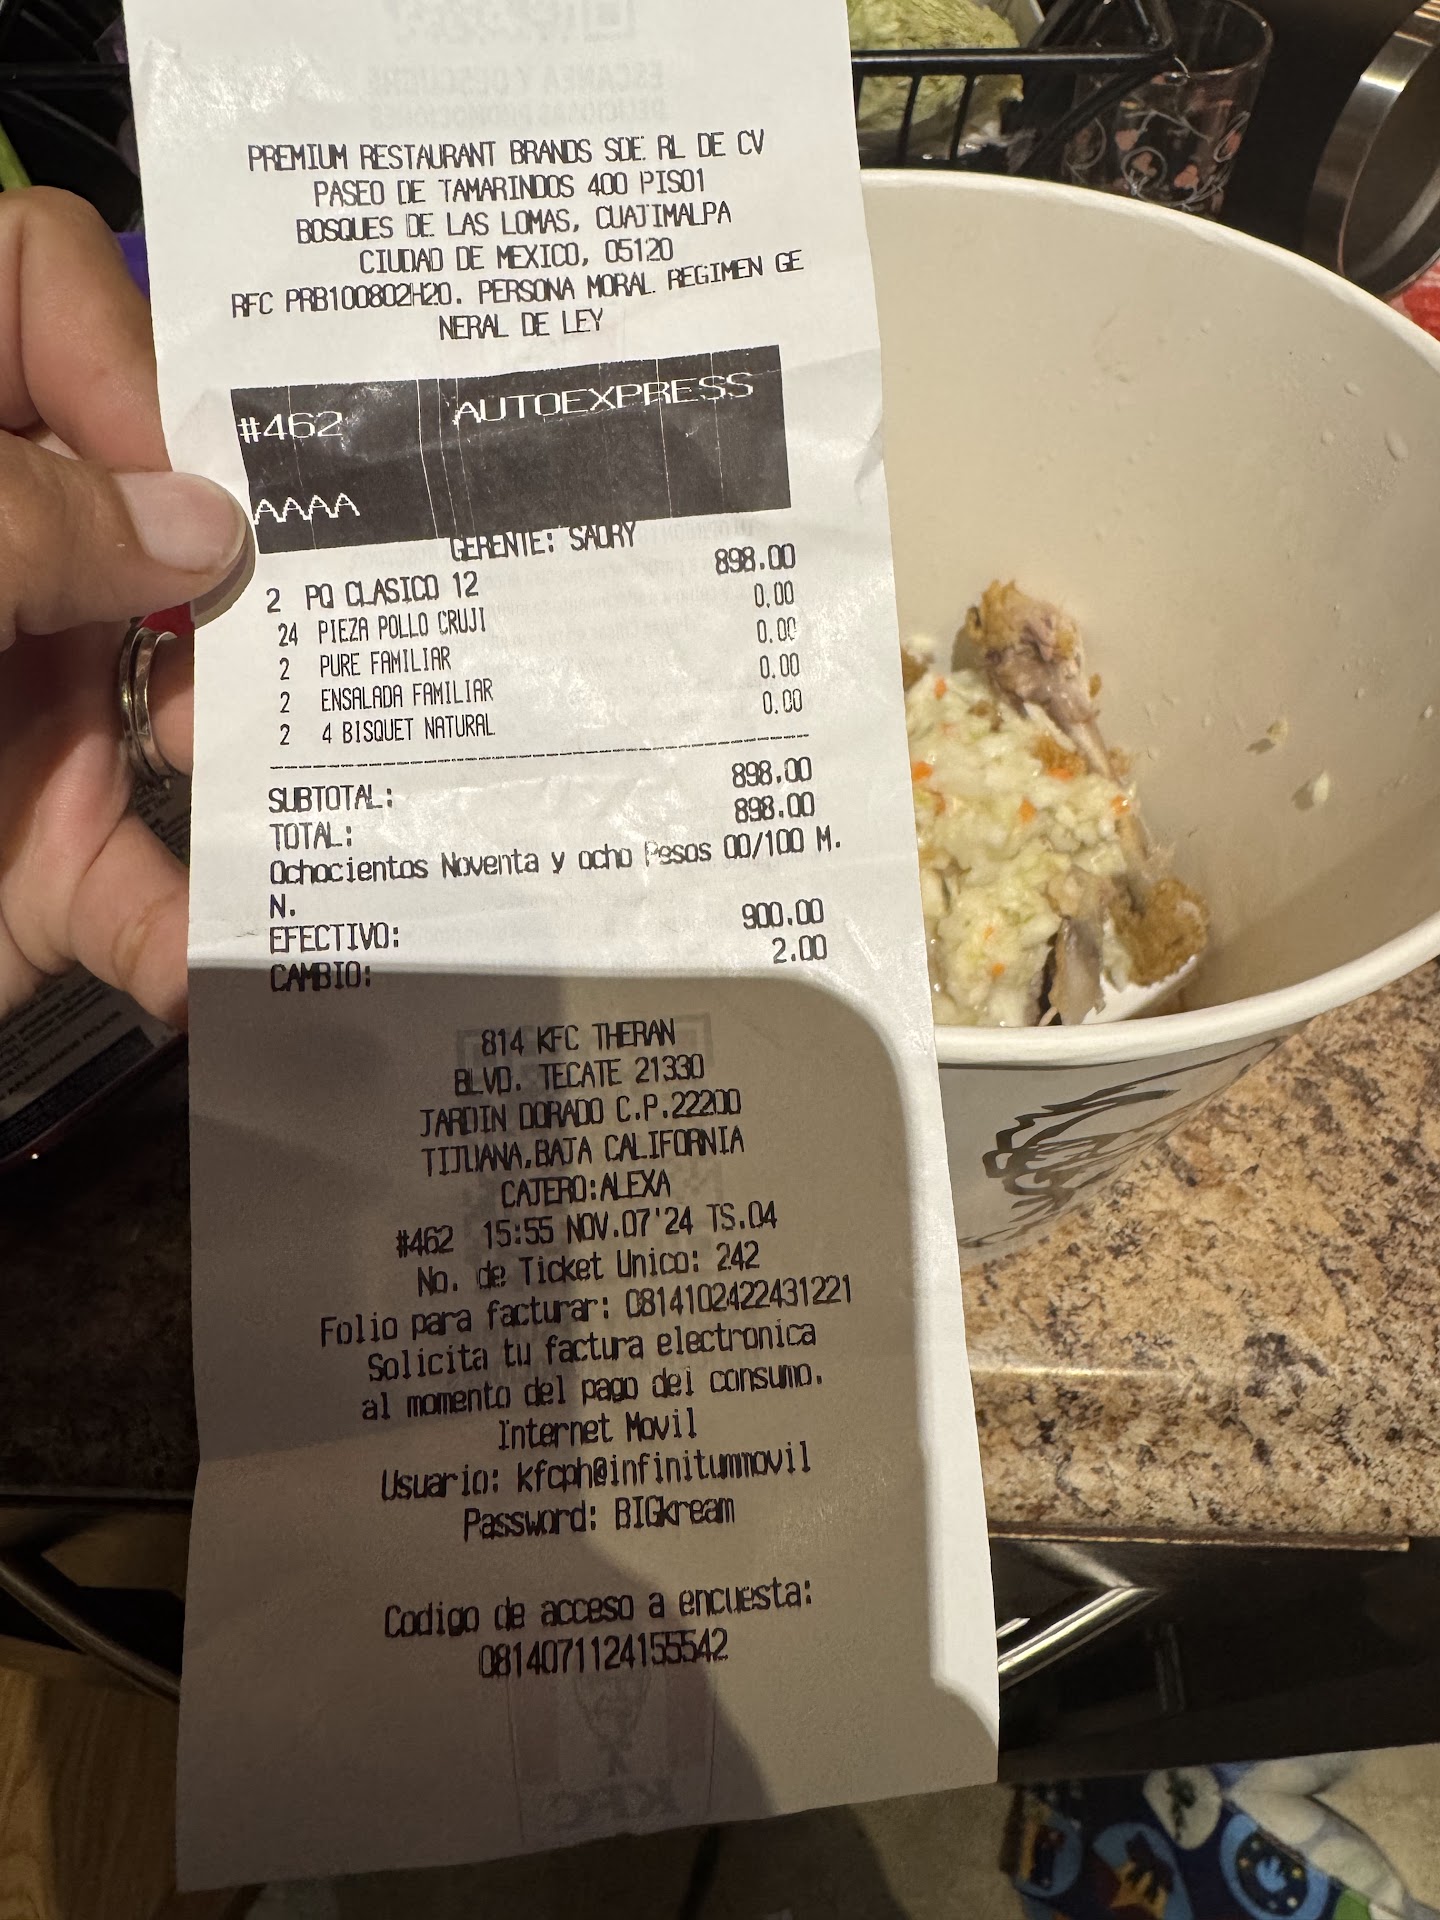 PREMIUM RESTAURANT BRANDS SDE RL DE CV
PASEO DE TAMARINDOS 400 PISO1
BOSQUES DE LAS LOMAS, CUAJIMALPA
CIUDAD DE MEXICO, 05120
RFC PRB100802H20. PERSONA MORAL REGIMEN GE
NERAL DE LEY
#462 AUTOEXPRESS
AAAA
GERENTE: SAORY
2 PQ CLASICO 12 898.00
24 PIEZA POLLO CRUJI 0.00
2 PURE FAMILIAR 0.00
2 ENSALADA FAMILIAR 0.00
2 4 BISQUET NATURAL 0.00
SUBTOTAL: 898.00
TOTAL: 898.00
Ochocientos Noventa y ocho Pesos 00/100 M.
N.
EFECTIVO: 900.00
CAMBIO: 2.00
814 KFC THERAN
BLVD. TECATE 21330
JARDIN DORADO C.P.22200
TIJUANA,BAJA CALIFORNIA
CAJERO:ALEXA
#462 15:55 NOV.07'24 TS.04
No. de Ticket Unico: 242
Folio para facturar: 0814102422431221
Solicita tu factura electronica
al momento del pago del consumo.
Internet Movil
Usuario: kfcph@infinitummovil
Password: BIGkream
Codigo de acceso a encuesta:
0814071124155542